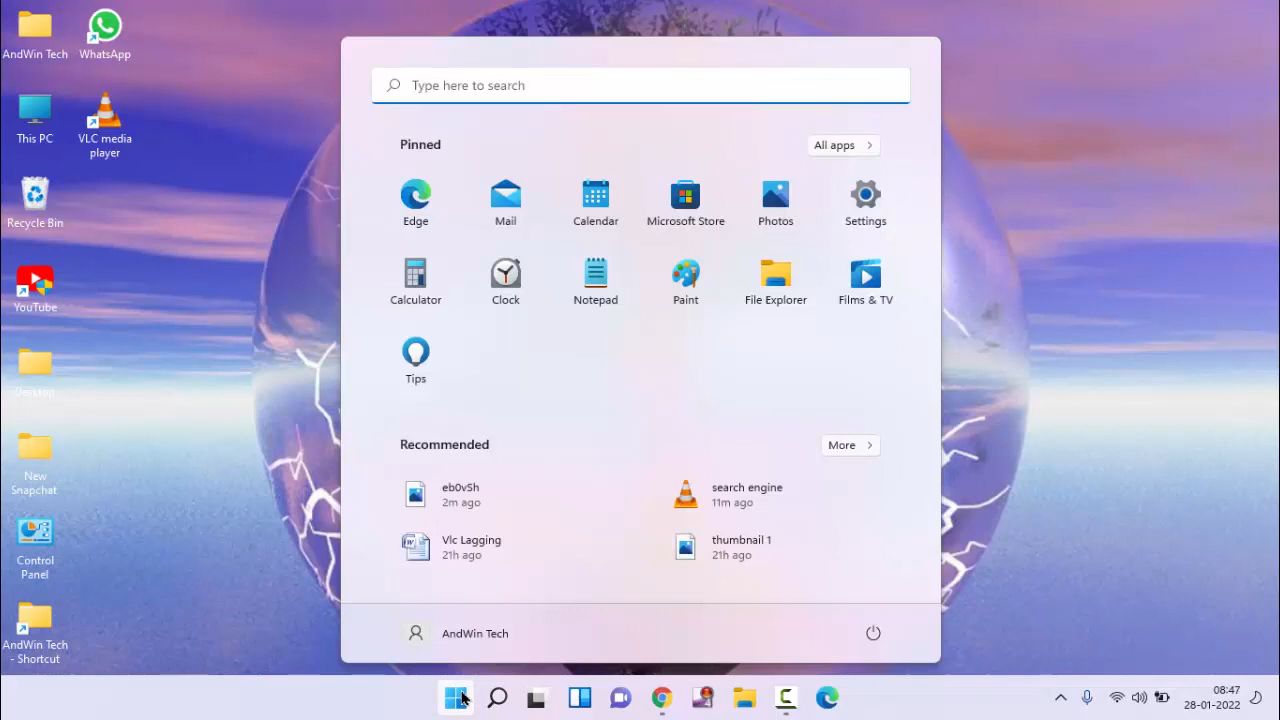 AndWin Tech
WhatsApp
This PC
VLC media
player
Recycle Bin
YouTube
Desktop
New
Snapchat
Control
Panel
AndWin Tech
- Shortcut
Type here to search
Pinned
All apps
Edge
Mail
Calendar
Microsoft Store
Photos
Settings
Calculator
Clock
Notepad
Paint
File Explorer
Films & TV
Tips
Recommended
More
eb0vSh
2m ago
search engine
11m ago
Vlc Lagging
21h ago
thumbnail 1
21h ago
AndWin Tech
08:47
28-01-2022